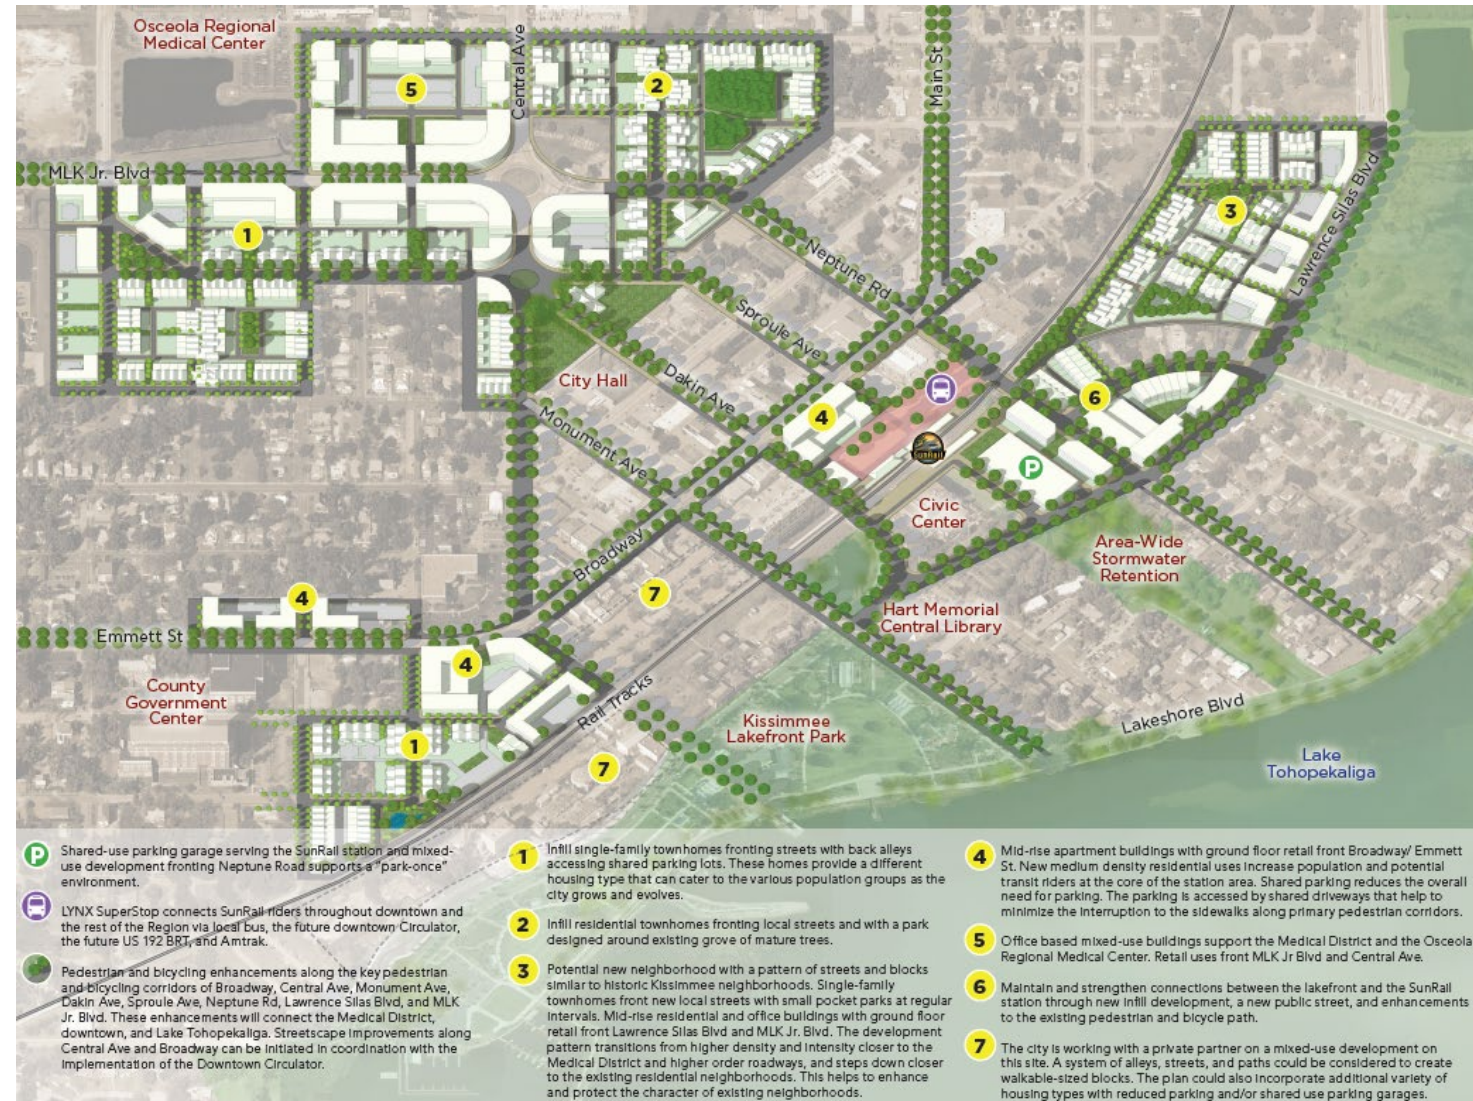 Osceola Regional
Medical Center
Central Ave
Main St
5
2
MLK Jr. Blvd
1
3
Lawrence Silas Blvd
Neptune Rd
Sproule Ave
City Hall
Dakin Ave
Monument Ave
4
6
SunRail
P
Civic
Center
Area-Wide
Stormwater
Retention
Broadway
7
Hart Memorial
Central Library
4
Emmett St
4
County
Government
Center
Rail Tracks
Kissimmee
Lakefront Park
Lakeshore Blvd
1
7
Lake
Tohopekaliga
P
Shared-use parking garage serving the SunRail station and mixed-
use development fronting Neptune Road supports a "park-once"
environment.
LYNX SuperStop connects SunRail riders throughout downtown and
the rest of the Region via local bus, the future downtown Circulator,
the future US 192 BRT, and Amtrak.
Pedestrian and bicycling enhancements along the key pedestrian
and bicycling corridors of Broadway, Central Ave, Monument Ave,
Dakin Ave, Sproule Ave, Neptune Rd, Lawrence Silas Blvd, and MLK
Jr. Blvd. These enhancements will connect the Medical District,
downtown, and Lake Tohopekaliga. Streetscape improvements along
Central Ave and Broadway can be initiated in coordination with the
implementation of the Downtown Circulator.
1
Infill single-family townhomes fronting streets with back alleys
accessing shared parking lots. These homes provide a different
housing type that can cater to the various population groups as the
city grows and evolves.
2
Infill residential townhomes fronting local streets and with a park
designed around existing grove of mature trees.
3
Potential new neighborhood with a pattern of streets and blocks
similar to historic Kissimmee neighborhoods. Single-family
townhomes front new local streets with small pocket parks at regular
intervals. Mid-rise residential and office buildings with ground floor
retail front Lawrence Silas Blvd and MLK Jr. Blvd. The development
pattern transitions from higher density and intensity closer to the
Medical District and higher order roadways, and steps down closer
to the existing residential neighborhoods. This helps to enhance
and protect the character of existing neighborhoods.
4
Mid-rise apartment buildings with ground floor retail front Broadway/ Emmett
St. New medium density residential uses increase population and potential
transit riders at the core of the station area. Shared parking reduces the overall
need for parking. The parking is accessed by shared driveways that help to
minimize the interruption to the sidewalks along primary pedestrian corridors.
5
Office based mixed-use buildings support the Medical District and the Osceola
Regional Medical Center. Retail uses front MLK Jr Blvd and Central Ave.
6
Maintain and strengthen connections between the lakefront and the SunRail
station through new infill development, a new public street, and enhancements
to the existing pedestrian and bicycle path.
7
The city is working with a private partner on a mixed-use development on
this site. A system of alleys, streets, and paths could be considered to create
walkable-sized blocks. The plan could also incorporate additional variety of
housing types with reduced parking and/or shared use parking garages.